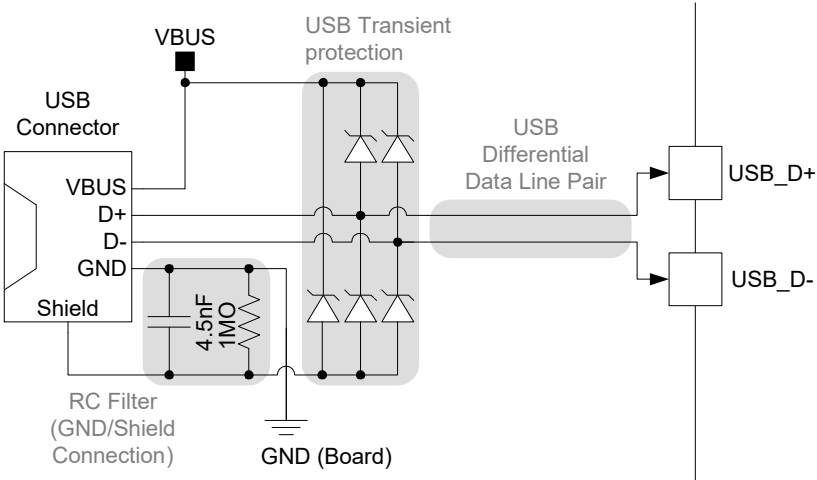 VBUS
USB Transient
protection
USB
Connector
USB
Differential
Data Line Pair
VBUS
D+
D-
GND
Shield
USB_D+
USB_D-
4.5nF
1MO
RC Filter
(GND/Shield
Connection)
GND (Board)